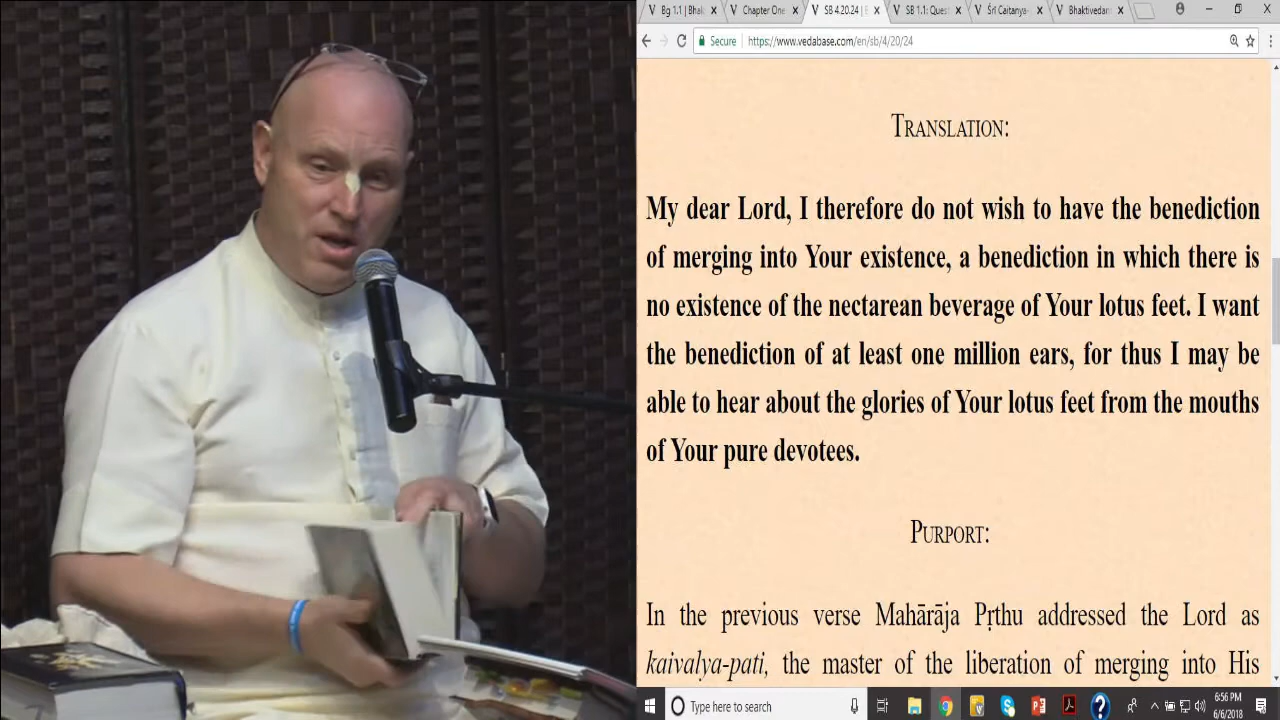 Bg 1.1 | Bhak
Chapter One
SB 4.20.24 | B
SB 1.1: Quest
Śrī Caitanya-
Bhaktivedant
Secure
https://www.vedabase.com/en/sb/4/20/24
TRANSLATION:
My dear Lord, I therefore do not wish to have the benediction
of merging into Your existence, a benediction in which there is
no existence of the nectarean beverage of Your lotus feet. I want
the benediction of at least one million ears, for thus I may be
able to hear about the glories of Your lotus feet from the mouths
of Your pure devotees.
PURPORT:
In the previous verse Mahārāja Pṛthu addressed the Lord as
kaivalya-pati, the master of the liberation of merging into His
Type here to search
6:56 PM
6/6/2018